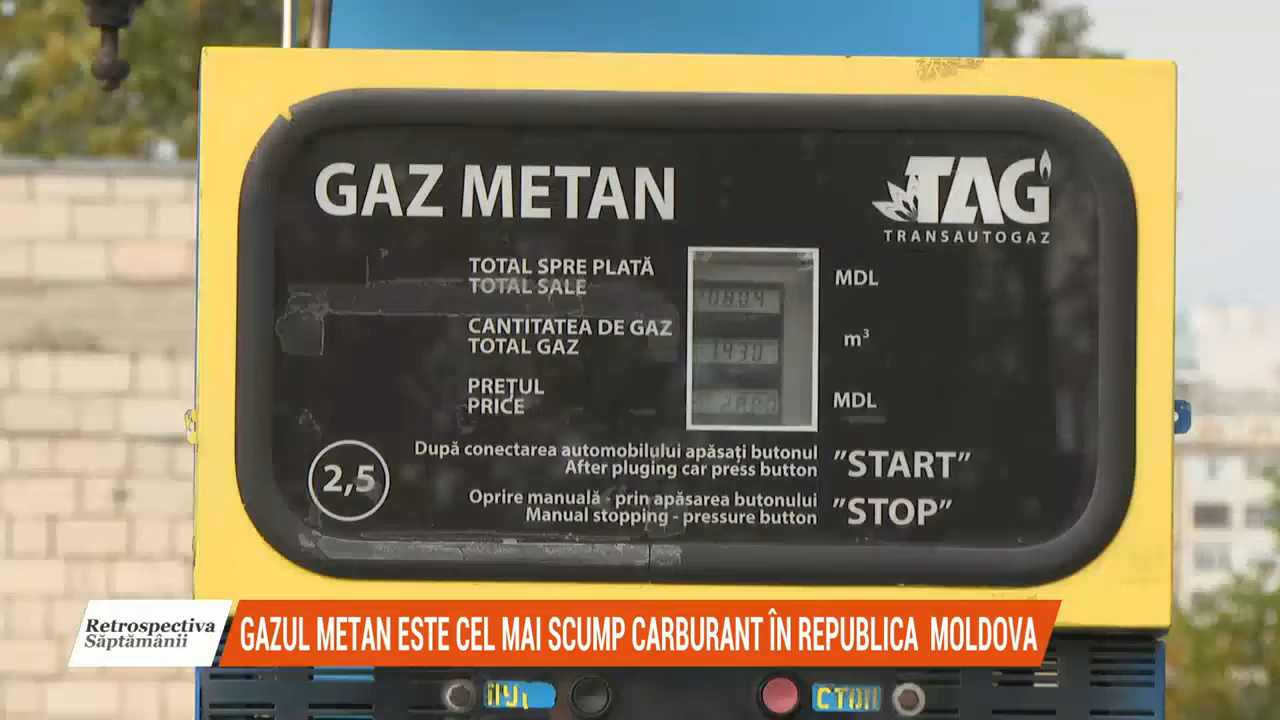 GAZ METAN
TAG
TRANSAUTOGAZ
TOTAL SPRE PLATĂ
TOTAL SALE
MDL
CANTITATEA DE GAZ
TOTAL GAZ
m³
PREȚUL
PRICE
MDL
După conectarea automobilului apăsați butonul
After pluging car press button
"START"
2,5
Oprire manuală - prin apăsarea butonului
Manual stopping - pressure button
"STOP"
Retrospectiva
Săptămânii
GAZUL METAN ESTE CEL MAI SCUMP CARBURANT ÎN REPUBLICA MOLDOVA
СТОП